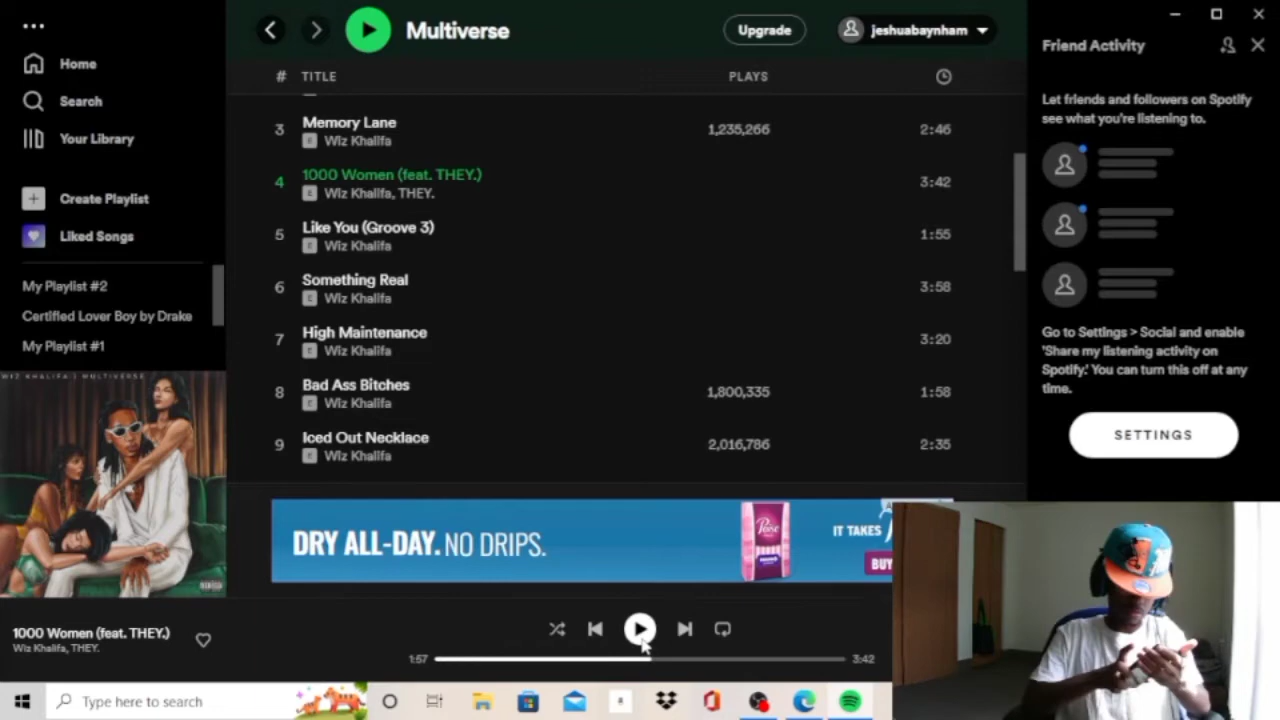 Home
Search
Your Library
Create Playlist
Liked Songs
My Playlist #2
Certified Lover Boy by Drake
My Playlist #1
WIZ KHALIFA | MULTIVERSE
1000 Women (feat. THEY.)
Wiz Khalifa, THEY.
Multiverse
Upgrade
jeshuabaynham
# TITLE PLAYS
3 Memory Lane 1,235,266 2:46
E Wiz Khalifa
4 1000 Women (feat. THEY.) 3:42
E Wiz Khalifa, THEY.
5 Like You (Groove 3) 1:55
E Wiz Khalifa
6 Something Real 3:58
E Wiz Khalifa
7 High Maintenance 3:20
E Wiz Khalifa
8 Bad Ass Bitches 1,800,335 1:58
E Wiz Khalifa
9 Iced Out Necklace 2,016,786 2:35
E Wiz Khalifa
DRY ALL-DAY. NO DRIPS.
Poise
IT TAKES
BUY
1:57 3:42
Friend Activity
Let friends and followers on Spotify
see what you're listening to.
Go to Settings > Social and enable
'Share my listening activity on
Spotify.' You can turn this off at any
time.
SETTINGS
Type here to search